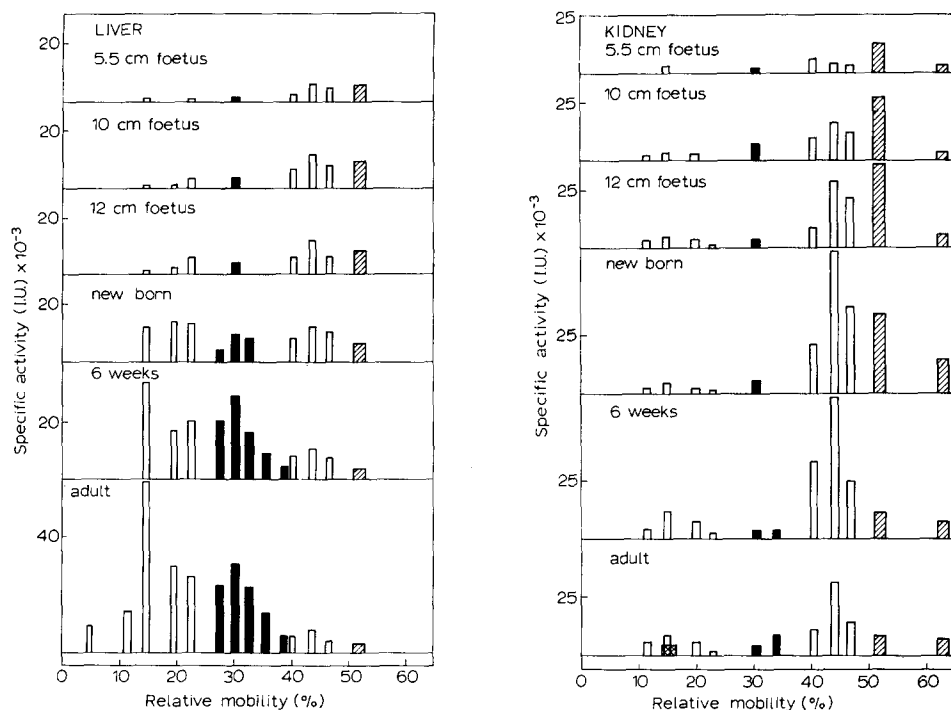 LIVER
5.5 cm foetus
20
10 cm foetus
20
12 cm foetus
20
new born
20
6 weeks
20
adult
40
Specific activity (I.U.) x10⁻³
0 10 20 30 40 50 60
Relative mobility (%)
KIDNEY
5.5 cm foetus
25
10 cm foetus
25
12 cm foetus
25
new born
25
6 weeks
25
adult
25
Specific activity (I.U.) x10⁻³
0 10 20 30 40 50 60
Relative mobility (%)